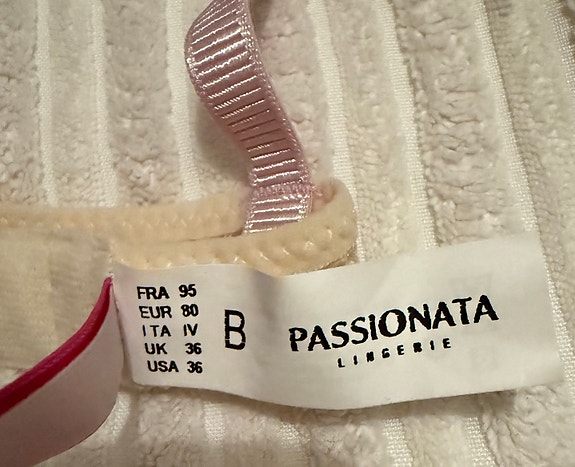 FRA 95
EUR 80
ITA IV
UK 36
USA 36
B
PASSIONATA
LINGERIE